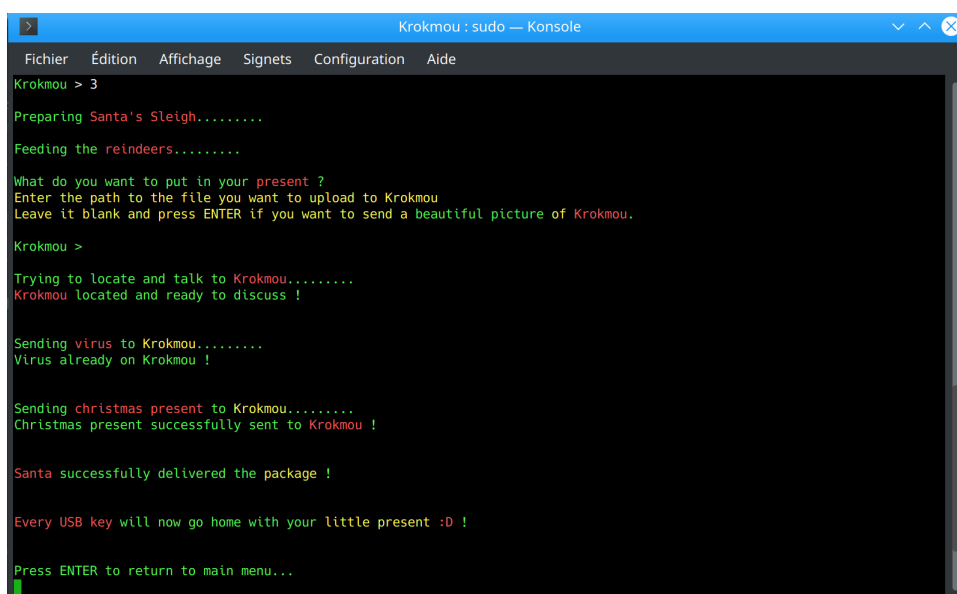 Krokmou : sudo — Konsole
Fichier Édition Affichage Signets Configuration Aide
Krokmou > 3
Preparing Santa's Sleigh.........
Feeding the reindeers.........
What do you want to put in your present ?
Enter the path to the file you want to upload to Krokmou
Leave it blank and press ENTER if you want to send a beautiful picture of Krokmou.
Krokmou >
Trying to locate and talk to Krokmou.........
Krokmou located and ready to discuss !
Sending virus to Krokmou.........
Virus already on Krokmou !
Sending christmas present to Krokmou.........
Christmas present successfully sent to Krokmou !
Santa successfully delivered the package !
Every USB key will now go home with your little present :D !
Press ENTER to return to main menu...